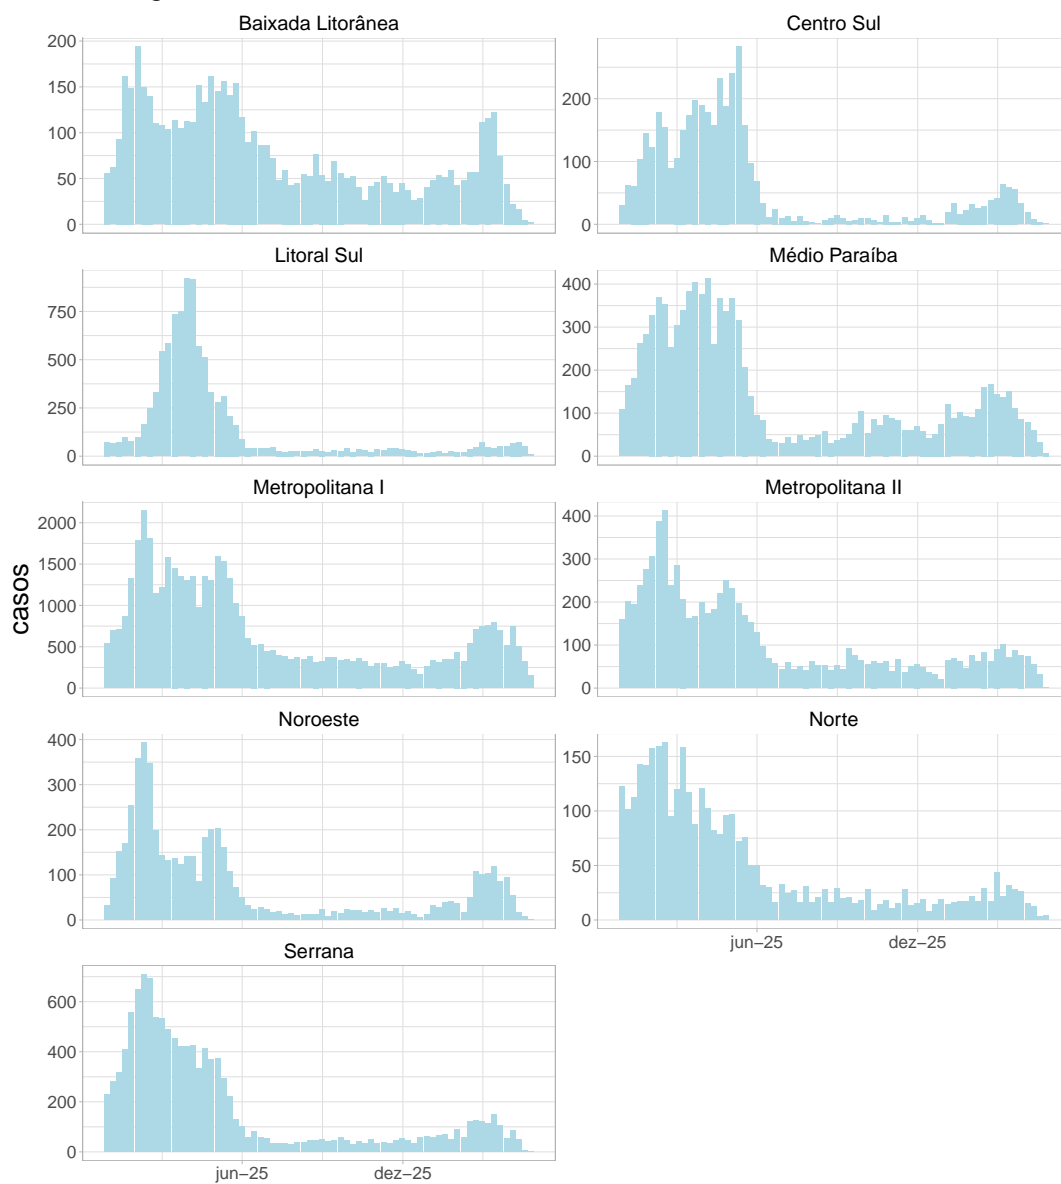 Baixada Litorânea
200
150
100
50
0
Centro Sul
200
100
0
Litoral Sul
750
500
250
0
Médio Paraíba
400
300
200
100
0
Metropolitana I
2000
1500
1000
500
0
Metropolitana II
400
300
200
100
0
casos
Noroeste
400
300
200
100
0
Norte
150
100
50
0
jun−25
dez−25
Serrana
600
400
200
0
jun−25
dez−25